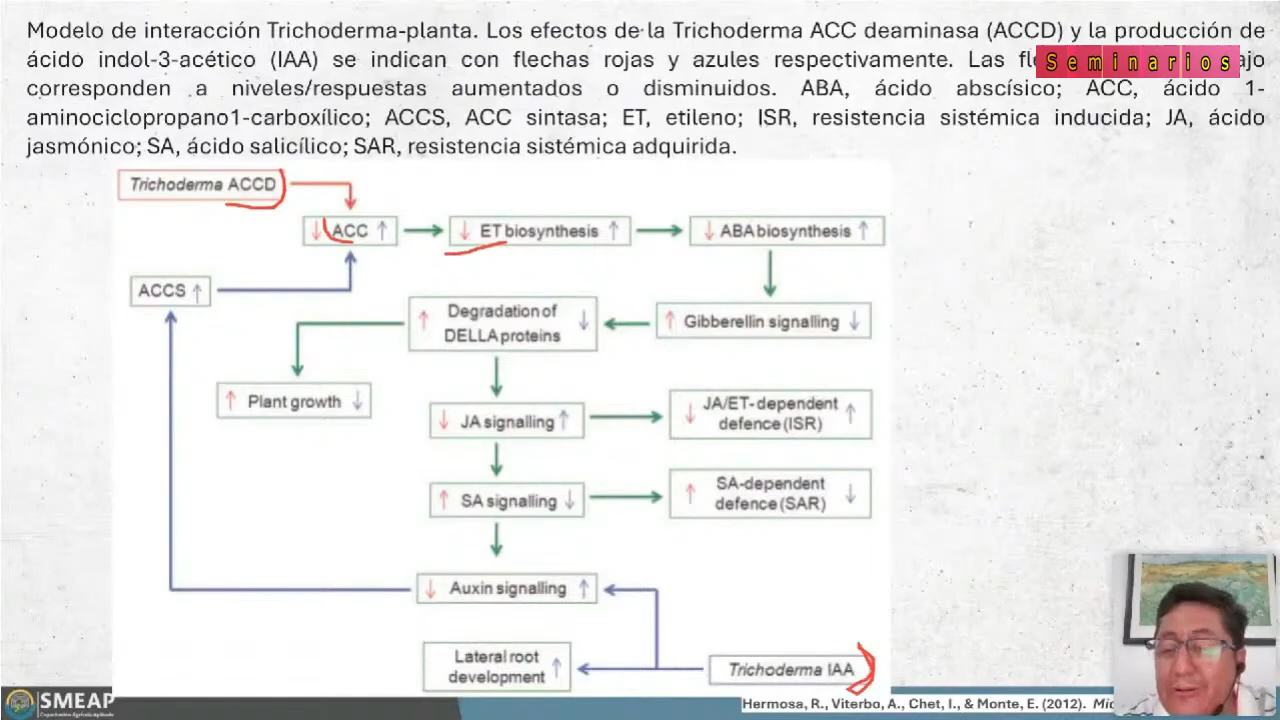 Modelo de interacción Trichoderma-planta. Los efectos de la Trichoderma ACC deaminasa (ACCD) y la producción de
ácido indol-3-acético (IAA) se indican con flechas rojas y azules respectivamente. Las
Seminarios
corresponden a niveles/respuestas aumentados o disminuidos. ABA, ácido abscísico; ACC, ácido 1-
aminociclopropano1-carboxílico; ACCS, ACC sintasa; ET, etileno; ISR, resistencia sistémica inducida; JA, ácido
jasmónico; SA, ácido salicílico; SAR, resistencia sistémica adquirida.
Trichoderma ACCD
↓ ACC ↑
↓ ET biosynthesis ↑
↓ ABA biosynthesis ↑
ACCS ↑
↑ Degradation of ↓
DELLA proteins
↑ Gibberellin signalling ↓
↑ Plant growth ↓
↓ JA signalling ↑
↓ JA/ET-dependent ↑
defence (ISR)
↑ SA signalling ↓
↑ SA-dependent ↓
defence (SAR)
↓ Auxin signalling ↑
Lateral root ↑
development
Trichoderma IAA
SMEAP
Capacitación Agrícola Aplicada
Hermosa, R., Viterbo, A., Chet, I., & Monte, E. (2012).